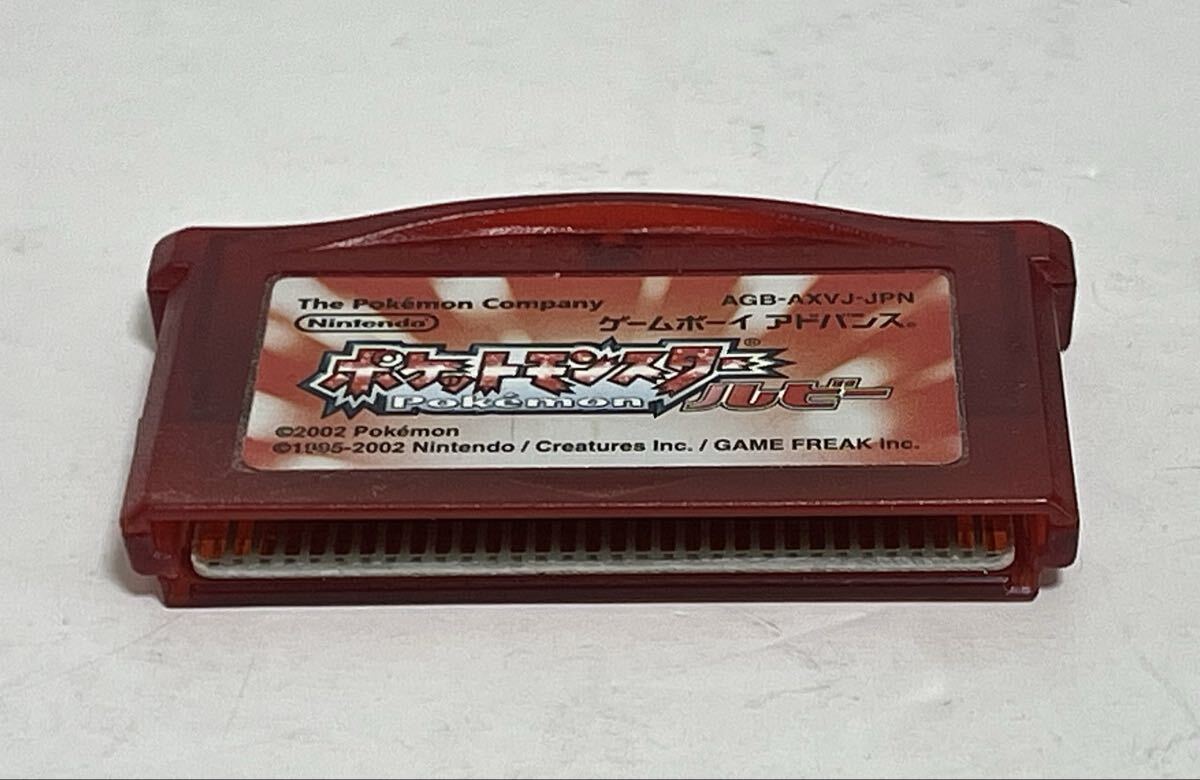 The Pokémon Company AGB-AXVJ-JPN
Nintendo ゲームボーイ アドバンス®
ポケットモンスター®
Pokémon ルビー
©2002 Pokémon
©1995-2002 Nintendo / Creatures Inc. / GAME FREAK Inc.